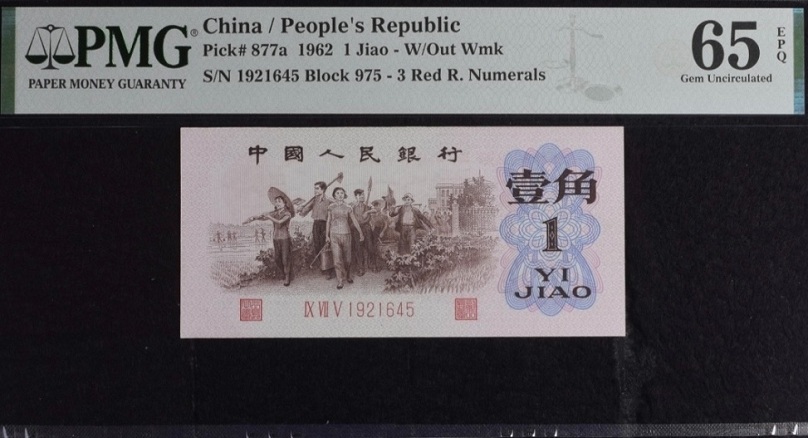 PMG®
PAPER MONEY GUARANTY
China / People's Republic
Pick# 877a 1962 1 Jiao - W/Out Wmk
S/N 1921645 Block 975 - 3 Red R. Numerals
65
EPQ
Gem Uncirculated
中國人民銀行
壹角
1
YI
JIAO
IX VII V 1921645